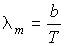 λₘ = b/T